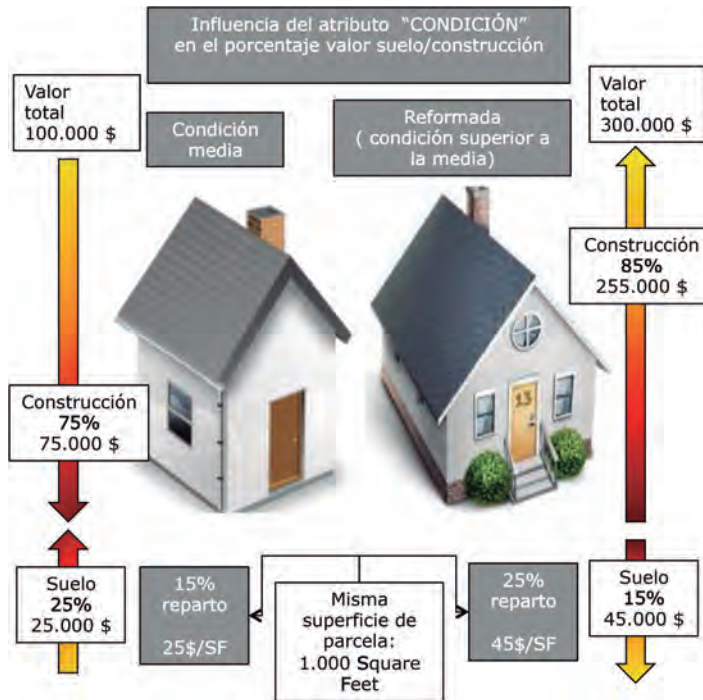 Influencia del atributo “CONDICIÓN”
en el porcentaje valor suelo/construcción
Valor
total
100.000 $
Condición
media
Reformada
( condición superior a
la media)
Valor
total
300.000 $
Construcción
85%
255.000 $
13
Construcción
75%
75.000 $
Suelo
25%
25.000 $
15%
reparto
25$/SF
Misma
superficie de
parcela:
1.000 Square
Feet
25%
reparto
45$/SF
Suelo
15%
45.000 $